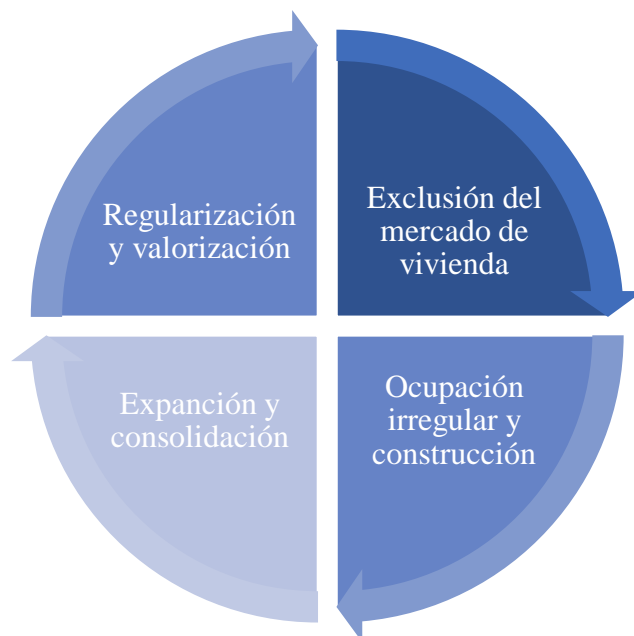 Regularización
y valorización
Exclusión del
mercado de
vivienda
Expanción y
consolidación
Ocupación
irregular y
construcción